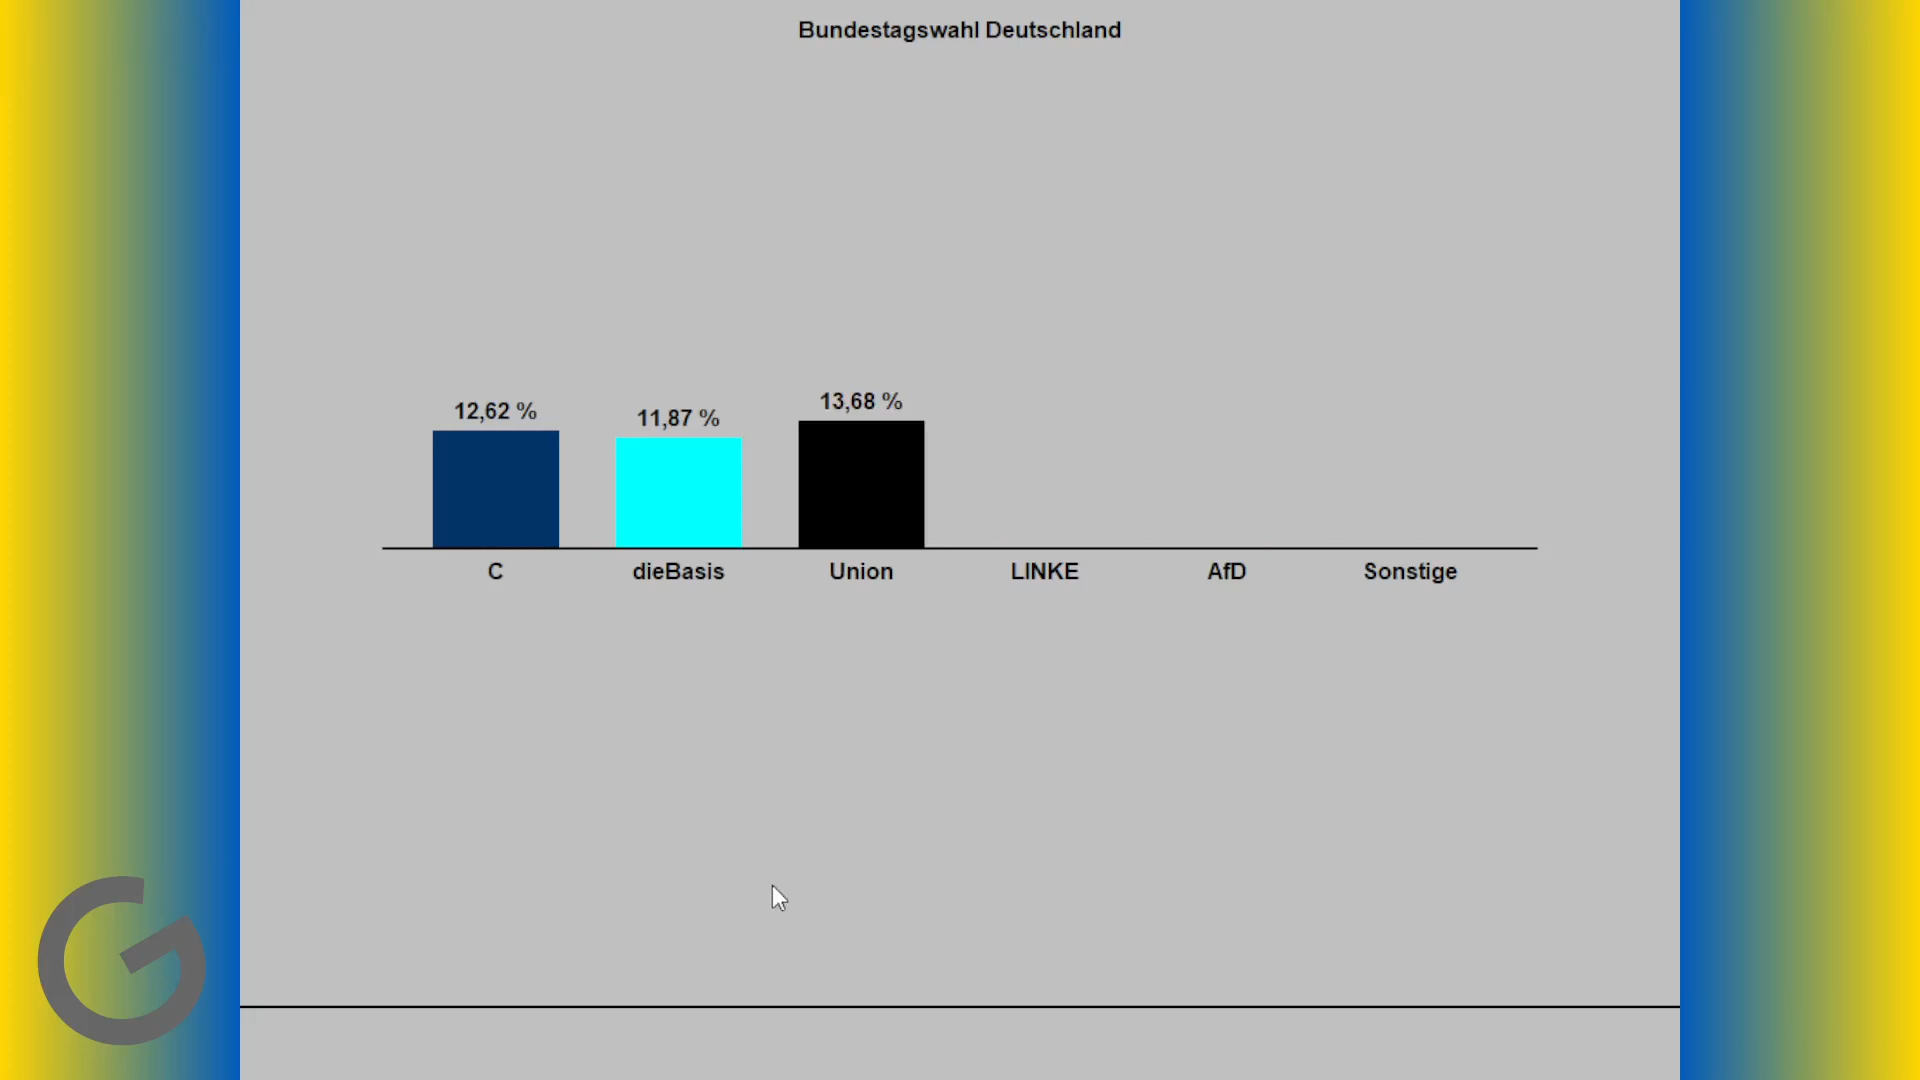 Bundestagswahl Deutschland
12,62 %
11,87 %
13,68 %
C
dieBasis
Union
LINKE
AfD
Sonstige